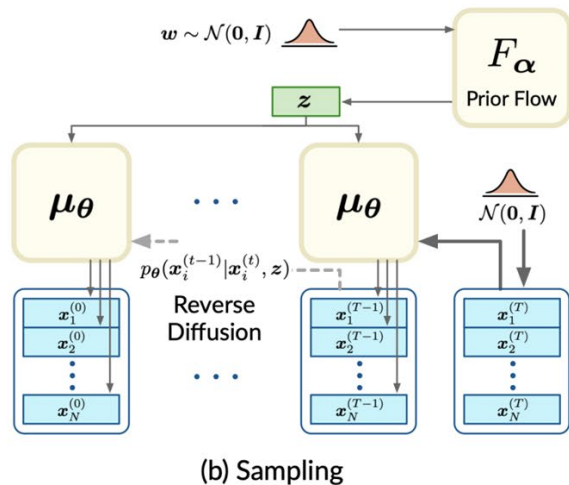 w ∼ N(0, I)
F_α
Prior Flow
z
μ_θ
. . .
μ_θ
N(0, I)
p_θ(x_i^{(t−1)}|x_i^{(t)}, z)
Reverse
Diffusion
x_1^{(0)}
x_2^{(0)}
x_N^{(0)}
. . .
x_1^{(T−1)}
x_2^{(T−1)}
x_N^{(T−1)}
x_1^{(T)}
x_2^{(T)}
x_N^{(T)}
(b) Sampling